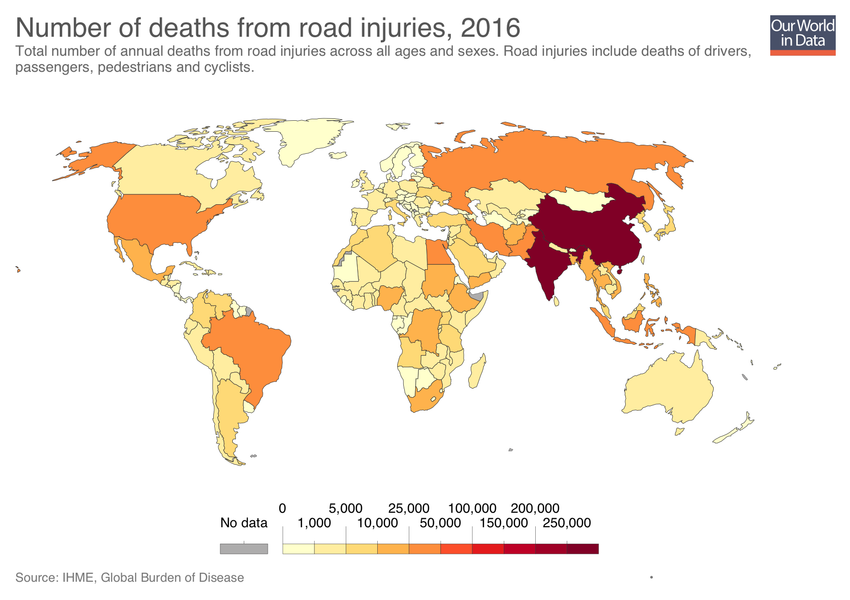 Number of deaths from road injuries, 2016
Our World
in Data
Total number of annual deaths from road injuries across all ages and sexes. Road injuries include deaths of drivers,
passengers, pedestrians and cyclists.
0 5,000 25,000 100,000 200,000
No data 1,000 10,000 50,000 150,000 250,000
Source: IHME, Global Burden of Disease